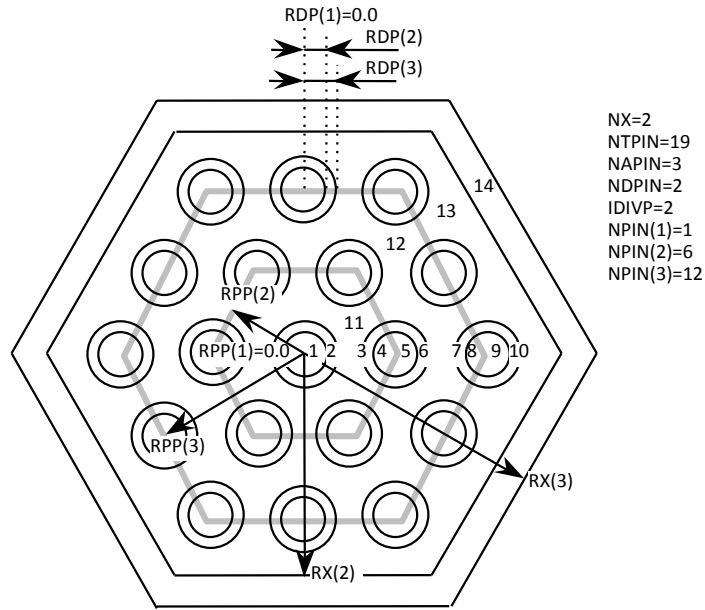 RDP(1)=0.0
RDP(2)
RDP(3)
NX=2
NTPIN=19
NAPIN=3
NDPIN=2
IDIVP=2
NPIN(1)=1
NPIN(2)=6
NPIN(3)=12
14
13
12
RPP(2)
11
RPP(1)=0.0 1 2 3 4 5 6 7 8 9 10
RPP(3)
RX(3)
RX(2)